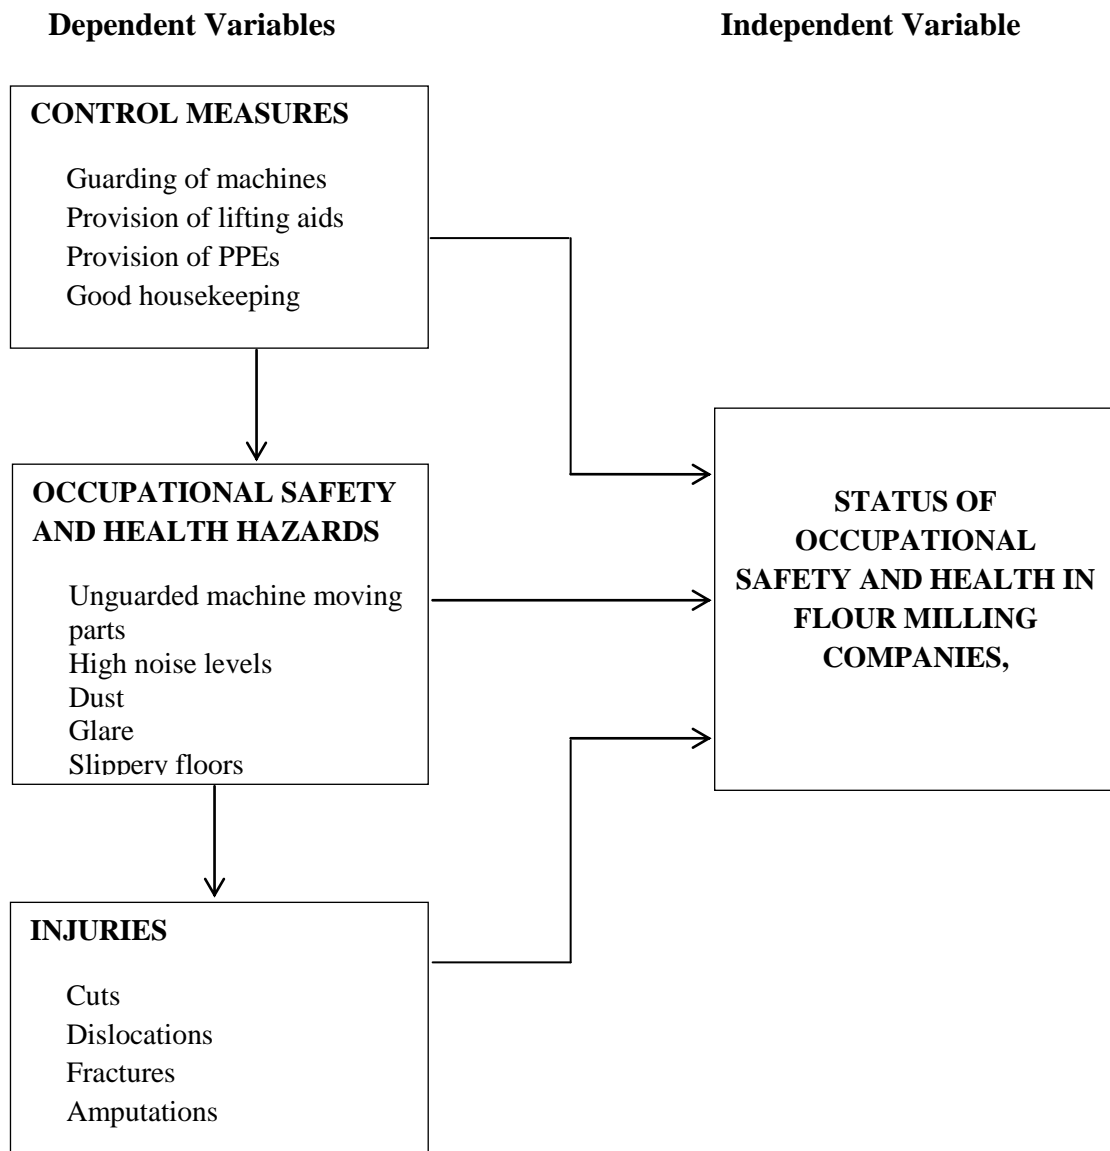 Dependent Variables
Independent Variable
CONTROL MEASURES
Guarding of machines
Provision of lifting aids
Provision of PPEs
Good housekeeping
OCCUPATIONAL SAFETY
AND HEALTH HAZARDS
Unguarded machine moving
parts
High noise levels
Dust
Glare
Slippery floors
INJURIES
Cuts
Dislocations
Fractures
Amputations
STATUS OF
OCCUPATIONAL
SAFETY AND HEALTH IN
FLOUR MILLING
COMPANIES,